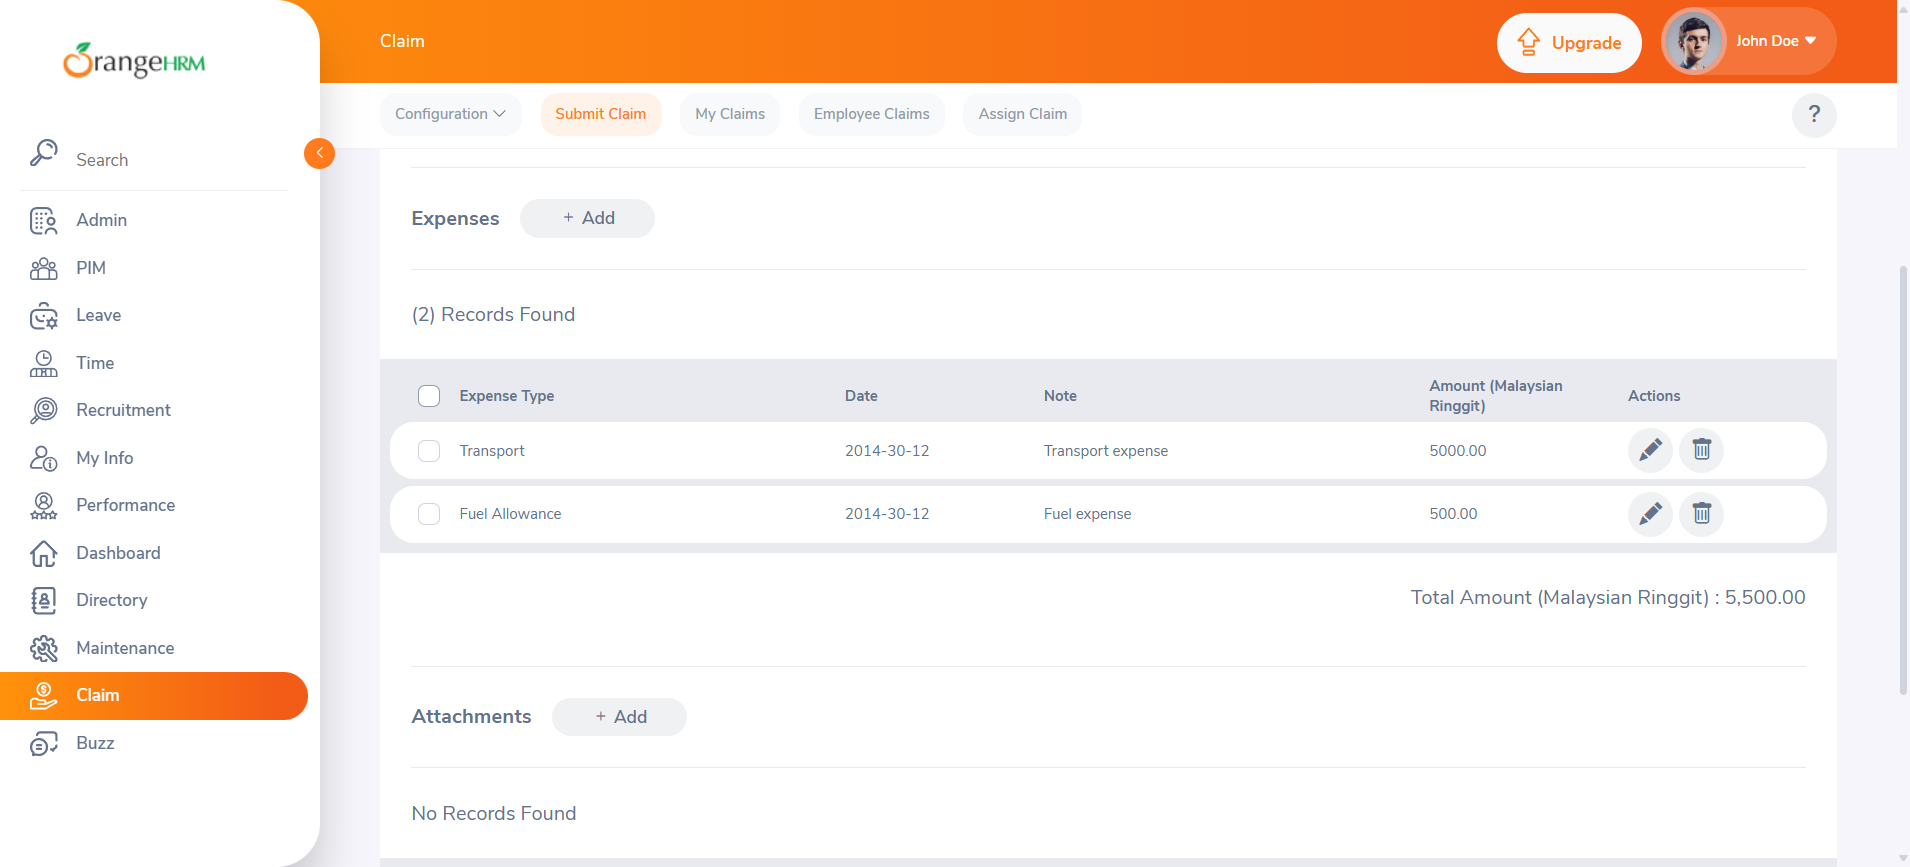 OrangeHRM
Claim
Upgrade
John Doe
Configuration
Submit Claim
My Claims
Employee Claims
Assign Claim
?
Search
Admin
PIM
Leave
Time
Recruitment
My Info
Performance
Dashboard
Directory
Maintenance
Claim
Buzz
Expenses
+ Add
(2) Records Found
Expense Type Date Note Amount (Malaysian
Ringgit) Actions
Transport 2014-30-12 Transport expense 5000.00
Fuel Allowance 2014-30-12 Fuel expense 500.00
Total Amount (Malaysian Ringgit) : 5,500.00
Attachments
+ Add
No Records Found